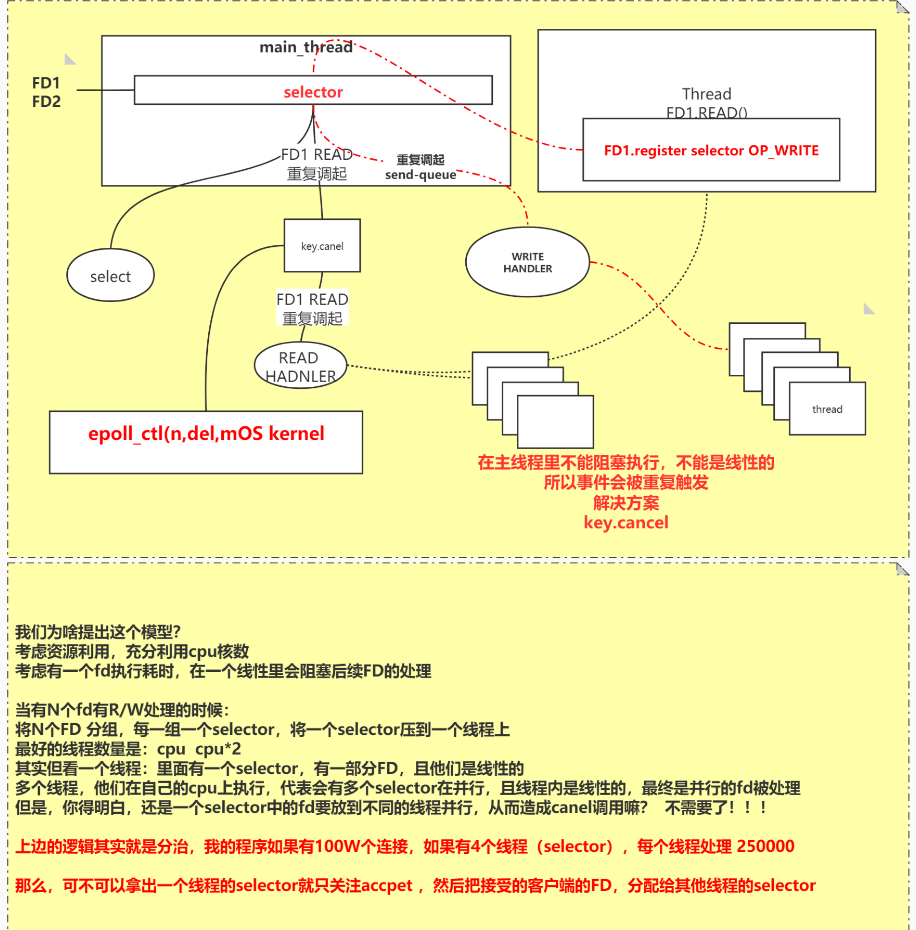 main_thread
FD1
FD2
selector
Thread
FD1.READ()
FD1.register selector OP_WRITE
FD1 READ
重复调起
重复调起
send-queue
key.canel
select
WRITE
HANDLER
FD1 READ
重复调起
READ
HADNLER
thread
epoll_ctl(n,del,mOS kernel
在主线程里不能阻塞执行，不能是线性的
所以事件会被重复触发
解决方案
key.cancel
我们为啥提出这个模型？
考虑资源利用，充分利用cpu核数
考虑有一个fd执行耗时，在一个线性里会阻塞后续FD的处理
当有N个fd有R/W处理的时候：
将N个FD 分组，每一组一个selector，将一个selector压到一个线程上
最好的线程数量是：cpu  cpu*2
其实但看一个线程：里面有一个selector，有一部分FD，且他们是线性的
多个线程，他们在自己的cpu上执行，代表会有多个selector在并行，且线程内是线性的，最终是并行的fd被处理
但是，你得明白，还是一个selector中的fd要放到不同的线程并行，从而造成canel调用嘛？  不需要了！！！
上边的逻辑其实就是分治，我的程序如果有100W个连接，如果有4个线程（selector），每个线程处理 250000
那么，可不可以拿出一个线程的selector就只关注accpet ，然后把接受的客户端的FD，分配给其他线程的selector